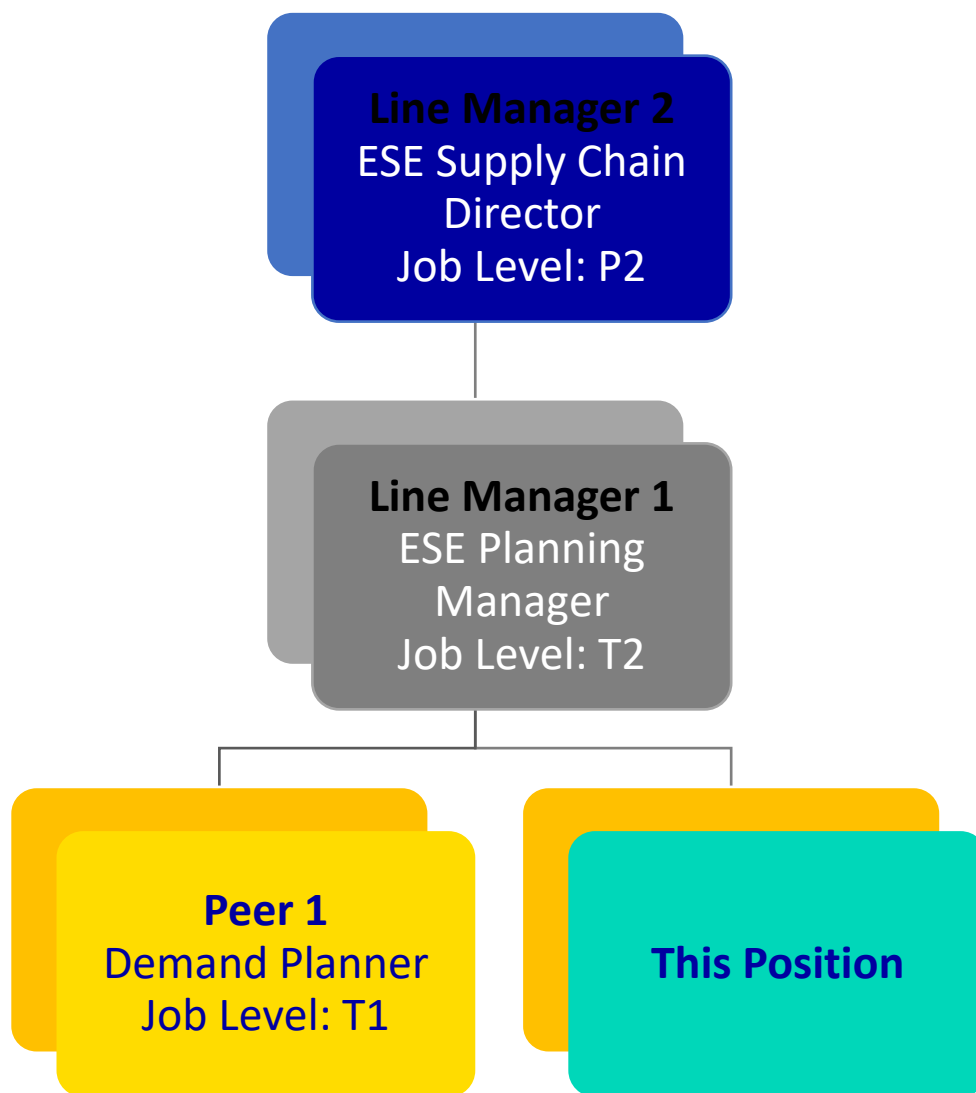 Line Manager 2
ESE Supply Chain
Director
Job Level: P2
Line Manager 1
ESE Planning
Manager
Job Level: T2
Peer 1
Demand Planner
Job Level: T1
This Position